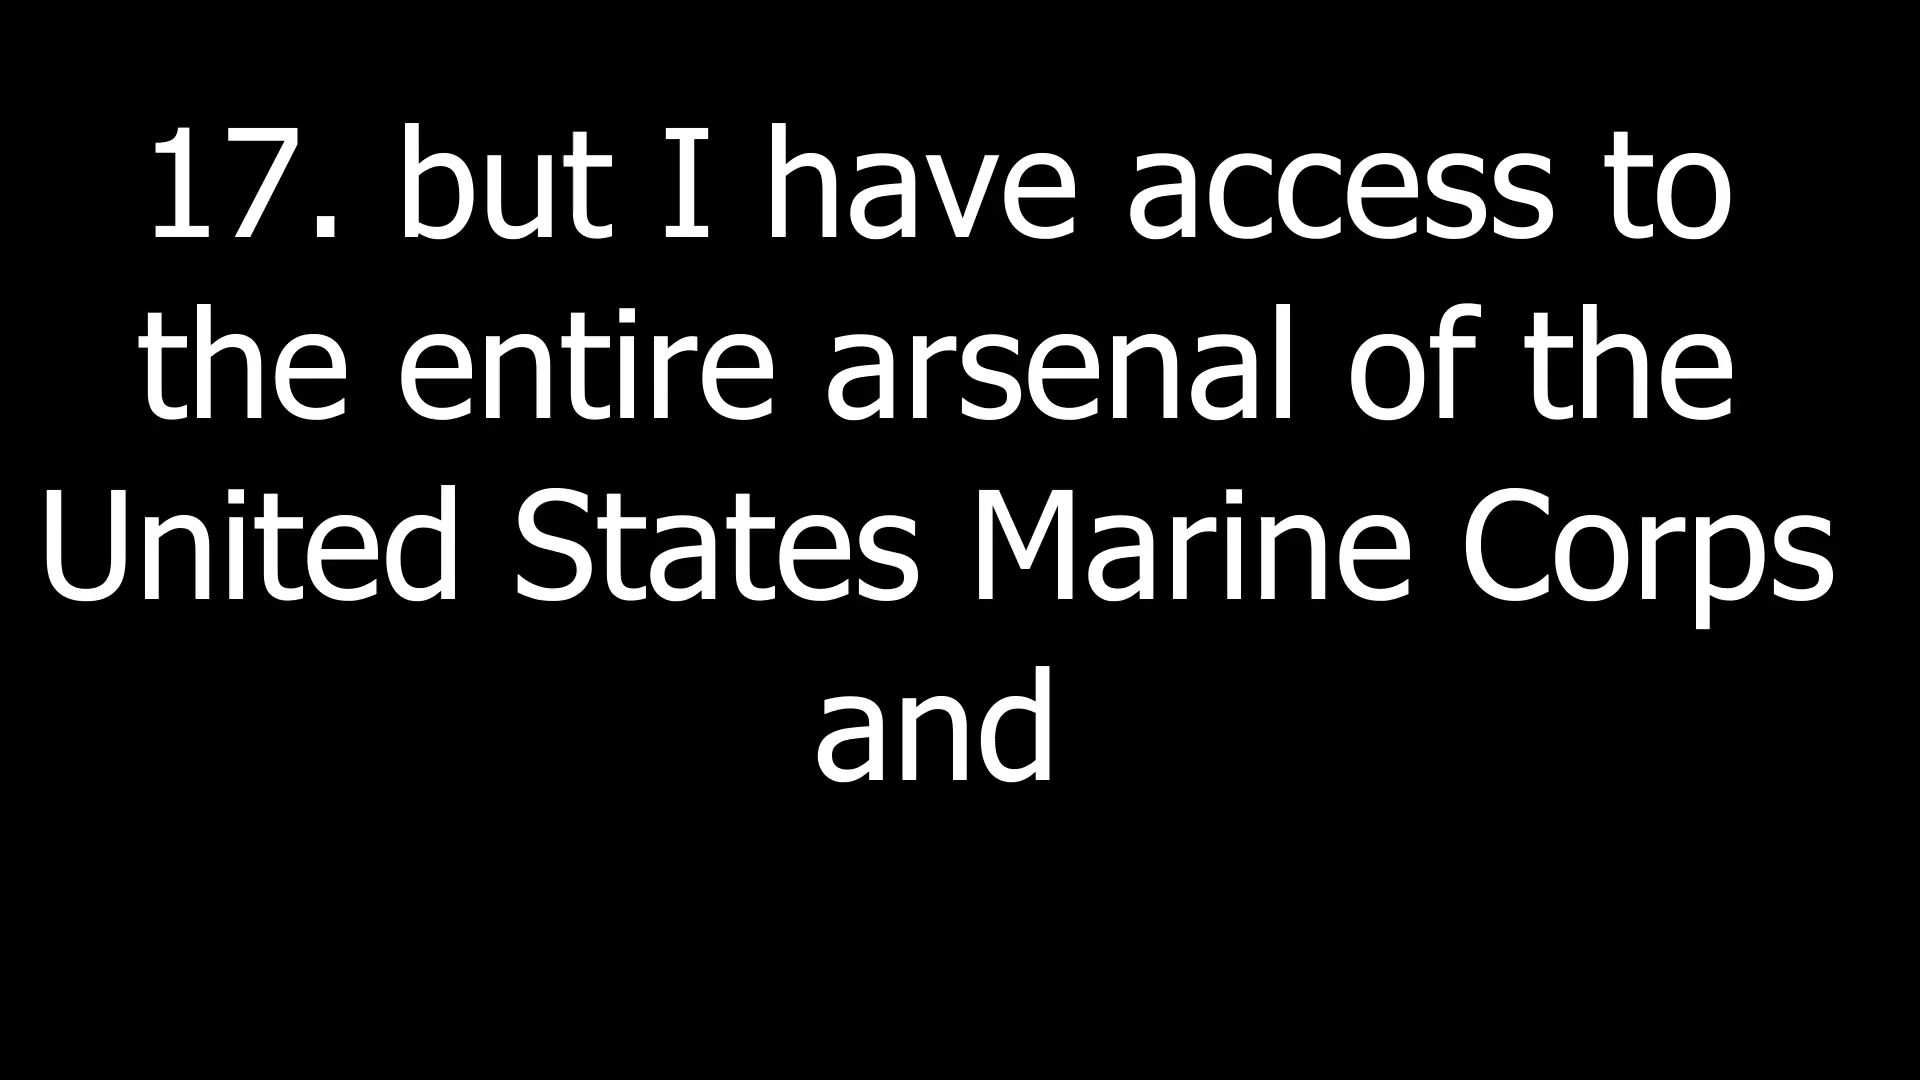 17. but I have access to
the entire arsenal of the
United States Marine Corps
and